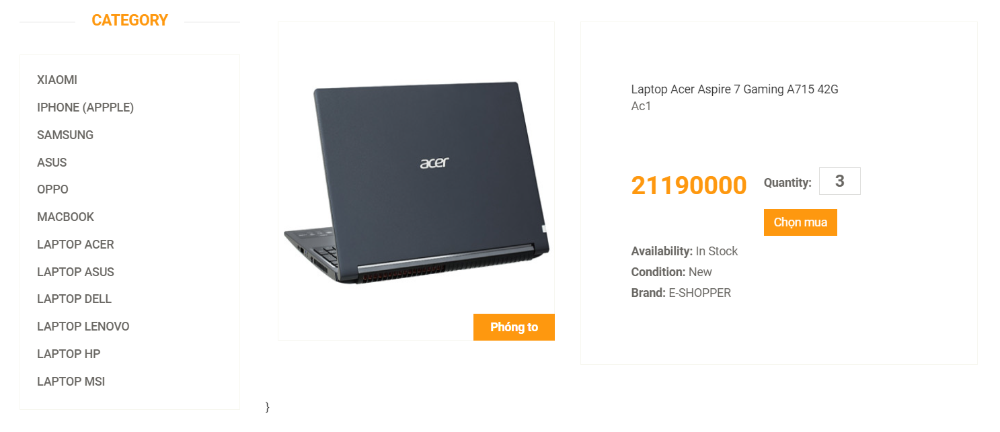 CATEGORY
XIAOMI
IPHONE (APPPLE)
SAMSUNG
ASUS
OPPO
MACBOOK
LAPTOP ACER
LAPTOP ASUS
LAPTOP DELL
LAPTOP LENOVO
LAPTOP HP
LAPTOP MSI
acer
Phóng to
}
Laptop Acer Aspire 7 Gaming A715 42G
Ac1
21190000 Quantity: 3
Chọn mua
Availability: In Stock
Condition: New
Brand: E-SHOPPER